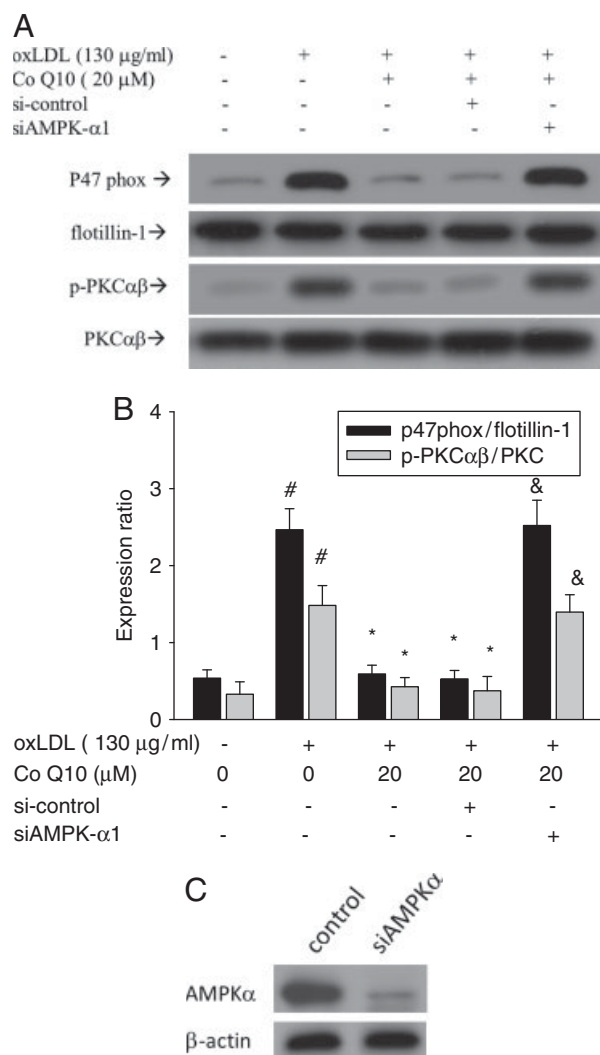 A
oxLDL (130 μg/ml) - + + + +
Co Q10 ( 20 μM) - - + + +
si-control - - - + -
siAMPK-α1 - - - - +
P47 phox →
flotillin-1→
p-PKCαβ→
PKCαβ→
B
4
3
2
1
0
Expression ratio
p47phox/flotillin-1
p-PKCαβ/PKC
# # * * * * & &
oxLDL ( 130 μg/ml) - + + + +
Co Q10 (μM) 0 0 20 20 20
si-control - - - + -
siAMPK-α1 - - - - +
C
control siAMPKα
AMPKα
β-actin